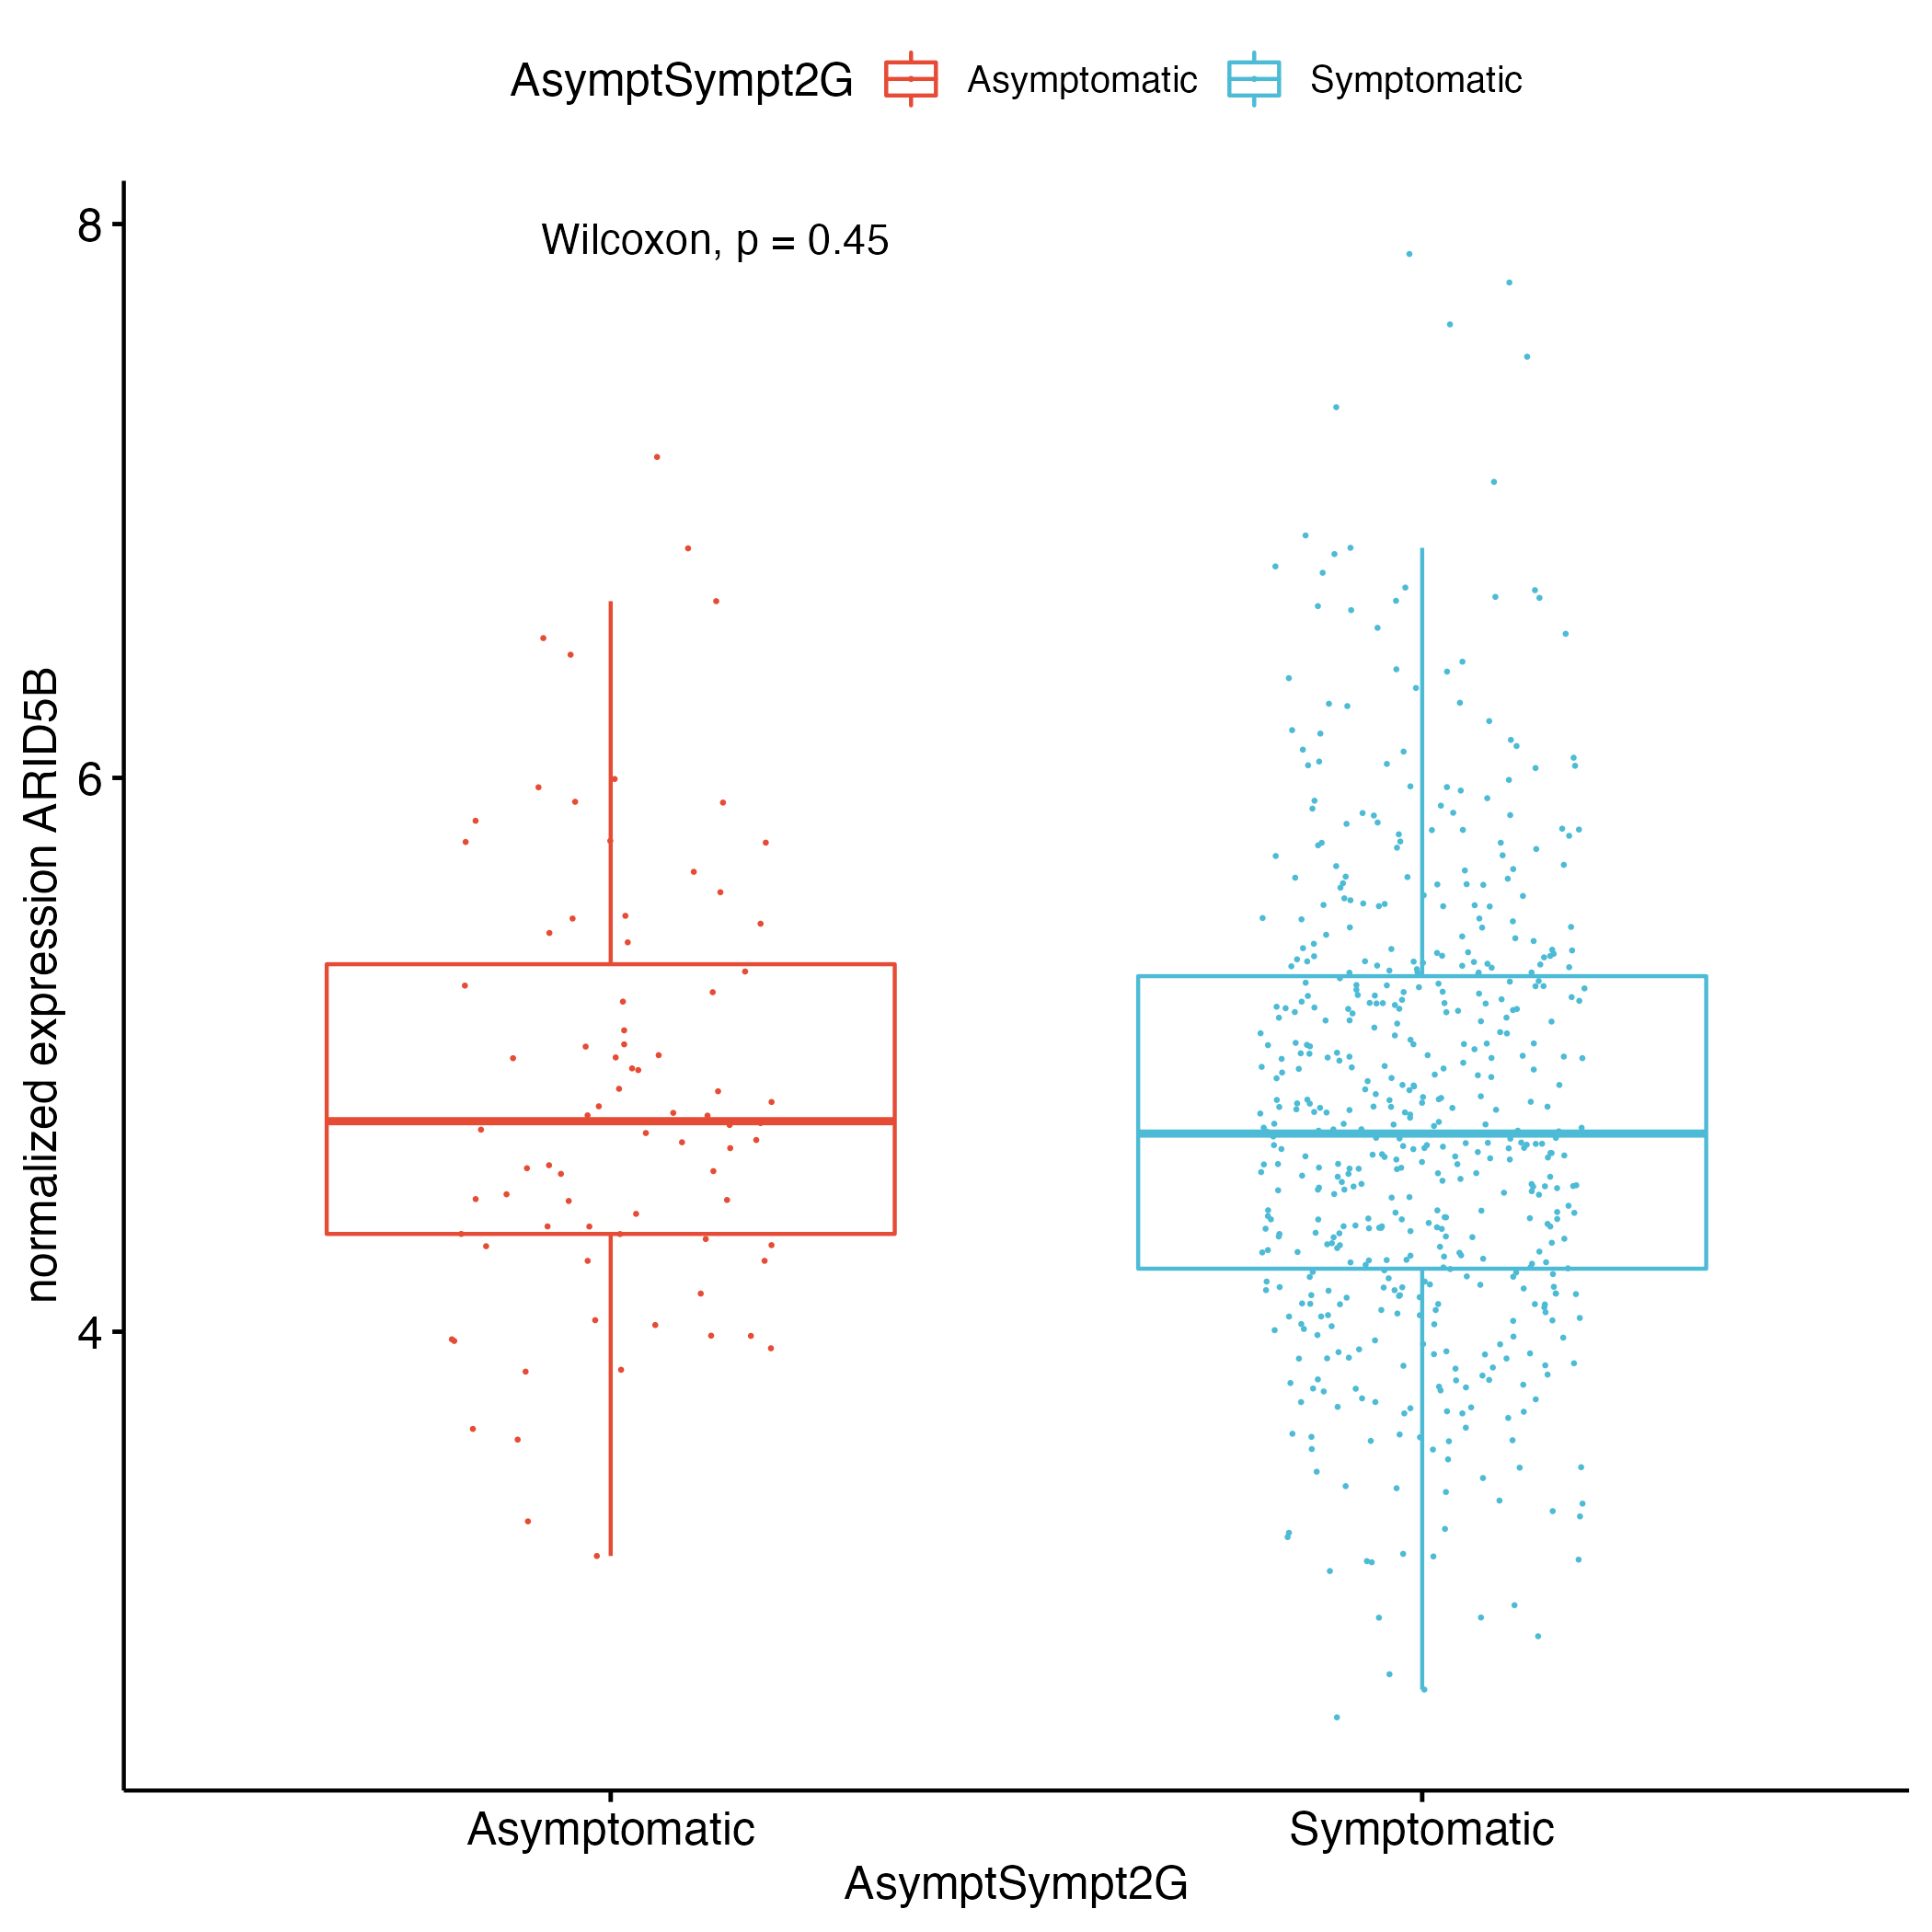 AsymptSympt2G Asymptomatic Symptomatic
8
Wilcoxon, p = 0.45
6
4
normalized expression ARID5B
Asymptomatic Symptomatic
AsymptSympt2G